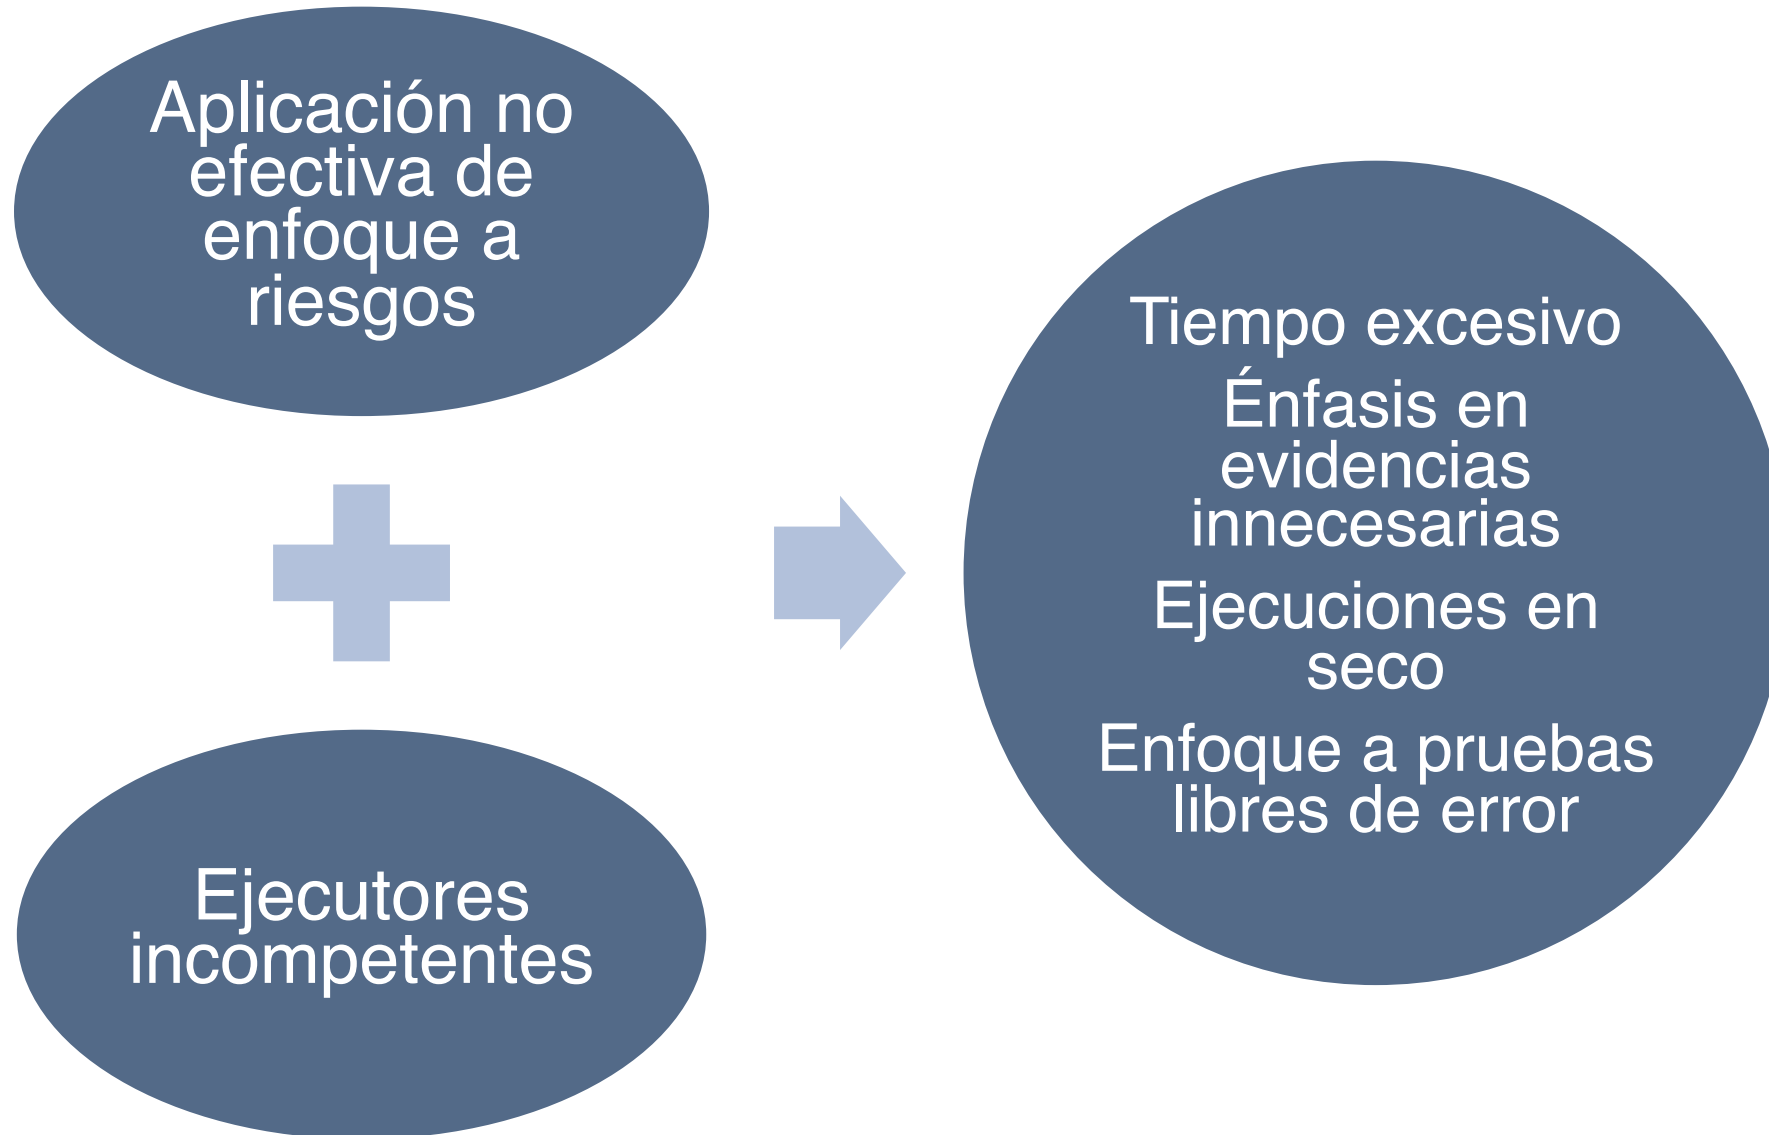 Aplicación no
efectiva de
enfoque a
riesgos
Ejecutores
incompetentes
Tiempo excesivo
Énfasis en
evidencias
innecesarias
Ejecuciones en
seco
Enfoque a pruebas
libres de error